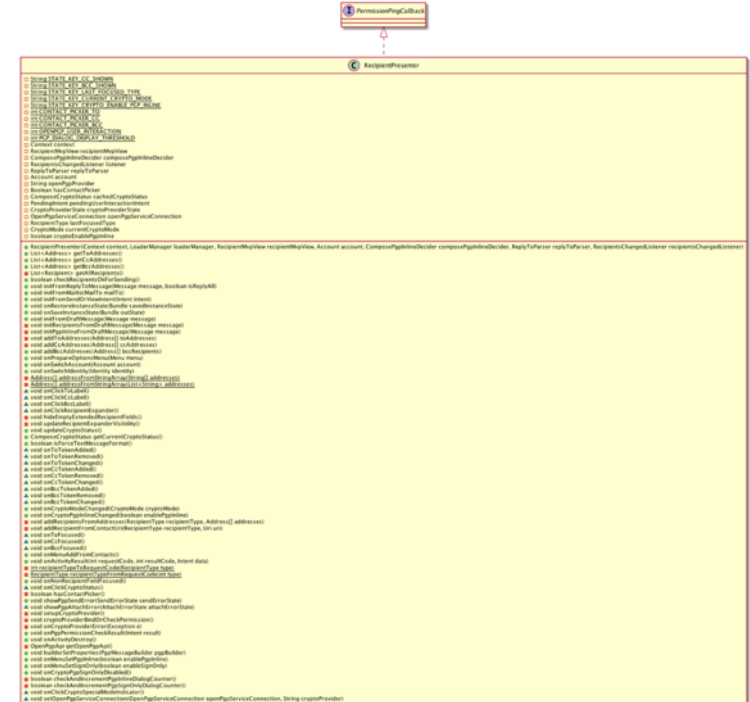 PermissionPingCallback
RecipientPresenter
String STATE_KEY_CC_SHOWN
String STATE_KEY_BCC_SHOWN
String STATE_KEY_LAST_FOCUSED_TYPE
String STATE_KEY_CURRENT_CRYPTO_MODE
String STATE_KEY_CRYPTO_ENABLE_PGP_INLINE
int CONTACT_PICKER_TO
int CONTACT_PICKER_CC
int CONTACT_PICKER_BCC
int OPENPGP_USER_INTERACTION
int PGP_DIALOG_DISPLAY_THRESHOLD
Context context
RecipientMvpView recipientMvpView
ComposePgpInlineDecider composePgpInlineDecider
RecipientsChangedListener listener
ReplyToParser replyToParser
Account account
String openPgpProvider
Boolean hasContactPicker
ComposeCryptoStatus cachedCryptoStatus
PendingIntent pendingUserInteractionIntent
CryptoProviderState cryptoProviderState
OpenPgpServiceConnection openPgpServiceConnection
RecipientType lastFocusedType
CryptoMode currentCryptoMode
boolean cryptoEnablePgpInline
RecipientPresenter(Context context, LoaderManager loaderManager, RecipientMvpView recipientMvpView, Account account, ComposePgpInlineDecider composePgpInlineDecider, ReplyToParser replyToParser, RecipientsChangedListener recipientsChangedListener)
List<Address> getToAddresses()
List<Address> getCcAddresses()
List<Address> getBccAddresses()
List<Recipient> getAllRecipients()
boolean checkRecipientsOkForSending()
void initFromReplyToMessage(Message message, boolean isReplyAll)
void initFromMailto(MailTo mailTo)
void initFromSendOrViewIntent(Intent intent)
void onRestoreInstanceState(Bundle savedInstanceState)
void onSaveInstanceState(Bundle outState)
void initFromDraftMessage(Message message)
void initRecipientsFromDraftMessage(Message message)
void initPgpInlineFromDraftMessage(Message message)
void addToAddresses(Address[] toAddresses)
void addCcAddresses(Address[] ccAddresses)
void addBccAddresses(Address[] bccRecipients)
void onPrepareOptionsMenu(Menu menu)
void onSwitchAccount(Account account)
void onSwitchIdentity(Identity identity)
Address[] addressFromStringArray(String[] addresses)
Address[] addressFromStringArray(List<String> addresses)
void onClickToLabel()
void onClickCcLabel()
void onClickBccLabel()
void onClickRecipientExpander()
void hideEmptyExtendedRecipientFields()
void updateRecipientExpanderVisibility()
void updateCryptoStatus()
ComposeCryptoStatus getCurrentCryptoStatus()
boolean isForceTextMessageFormat()
void onToTokenAdded()
void onToTokenRemoved()
void onToTokenChanged()
void onCcTokenAdded()
void onCcTokenRemoved()
void onCcTokenChanged()
void onBccTokenAdded()
void onBccTokenRemoved()
void onBccTokenChanged()
void onCryptoModeChanged(CryptoMode cryptoMode)
void onCryptoPgpInlineChanged(boolean enablePgpInline)
void addRecipientsFromAddresses(RecipientType recipientType, Address[] addresses)
void addRecipientFromContactUri(RecipientType recipientType, Uri uri)
void onToFocused()
void onCcFocused()
void onBccFocused()
void onMenuAddFromContacts()
void onActivityResult(int requestCode, int resultCode, Intent data)
int recipientTypeToRequestCode(RecipientType type)
RecipientType recipientTypeFromRequestCode(int type)
void onNonRecipientFieldFocused()
void onClickCryptoStatus()
boolean hasContactPicker()
void showPgpSendError(SendErrorState sendErrorState)
void showPgpAttachError(AttachErrorState attachErrorState)
void setupCryptoProvider()
void cryptoProviderBindOrCheckPermission()
void onCryptoProviderError(Exception e)
void onPgpPermissionCheckResult(Intent result)
void onActivityDestroy()
OpenPgpApi getOpenPgpApi()
void builderSetProperties(PgpMessageBuilder pgpBuilder)
void onMenuSetPgpInline(boolean enablePgpInline)
void onMenuSetSignOnly(boolean enableSignOnly)
void onCryptoPgpSignOnlyDisabled()
boolean checkAndIncrementPgpInlineDialogCounter()
boolean checkAndIncrementPgpSignOnlyDialogCounter()
void onClickCryptoSpecialModeIndicator()
void setOpenPgpServiceConnection(OpenPgpServiceConnection openPgpServiceConnection, String cryptoProvider)